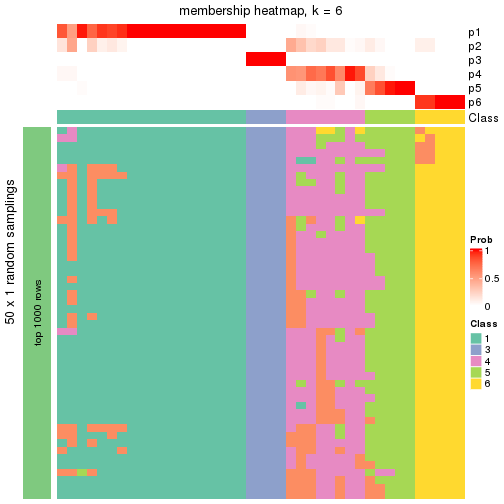 membership heatmap, k = 6
p1
p2
p3
p4
p5
p6
Class
50 x 1 random samplings
top 1000 rows
Prob
1
0.5
0
Class
1
3
4
5
6